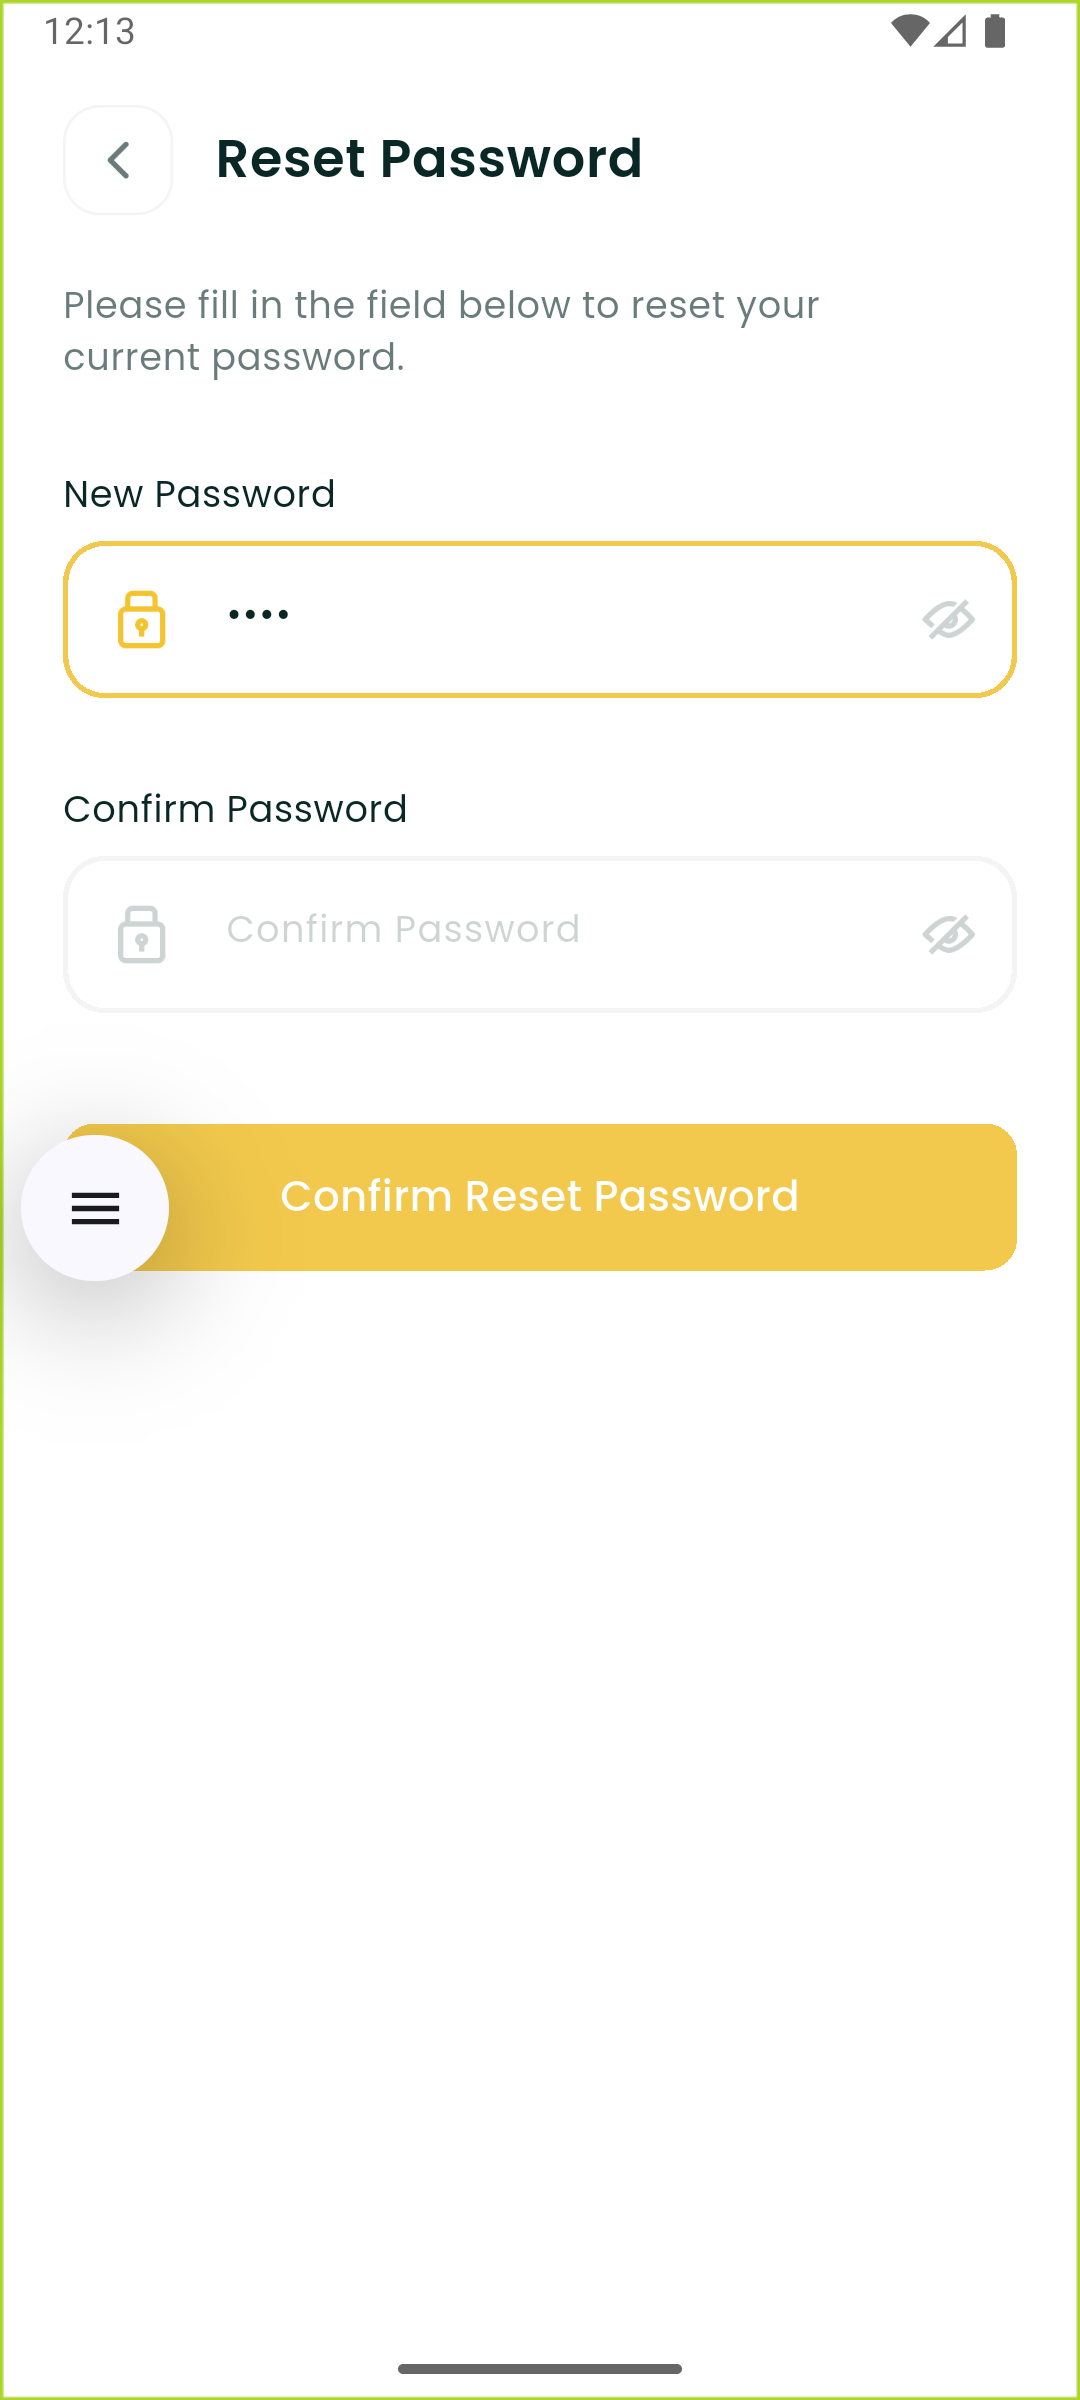 12:13
Reset Password
Please fill in the field below to reset your
current password.
New Password
••••
Confirm Password
Confirm Password
Confirm Reset Password